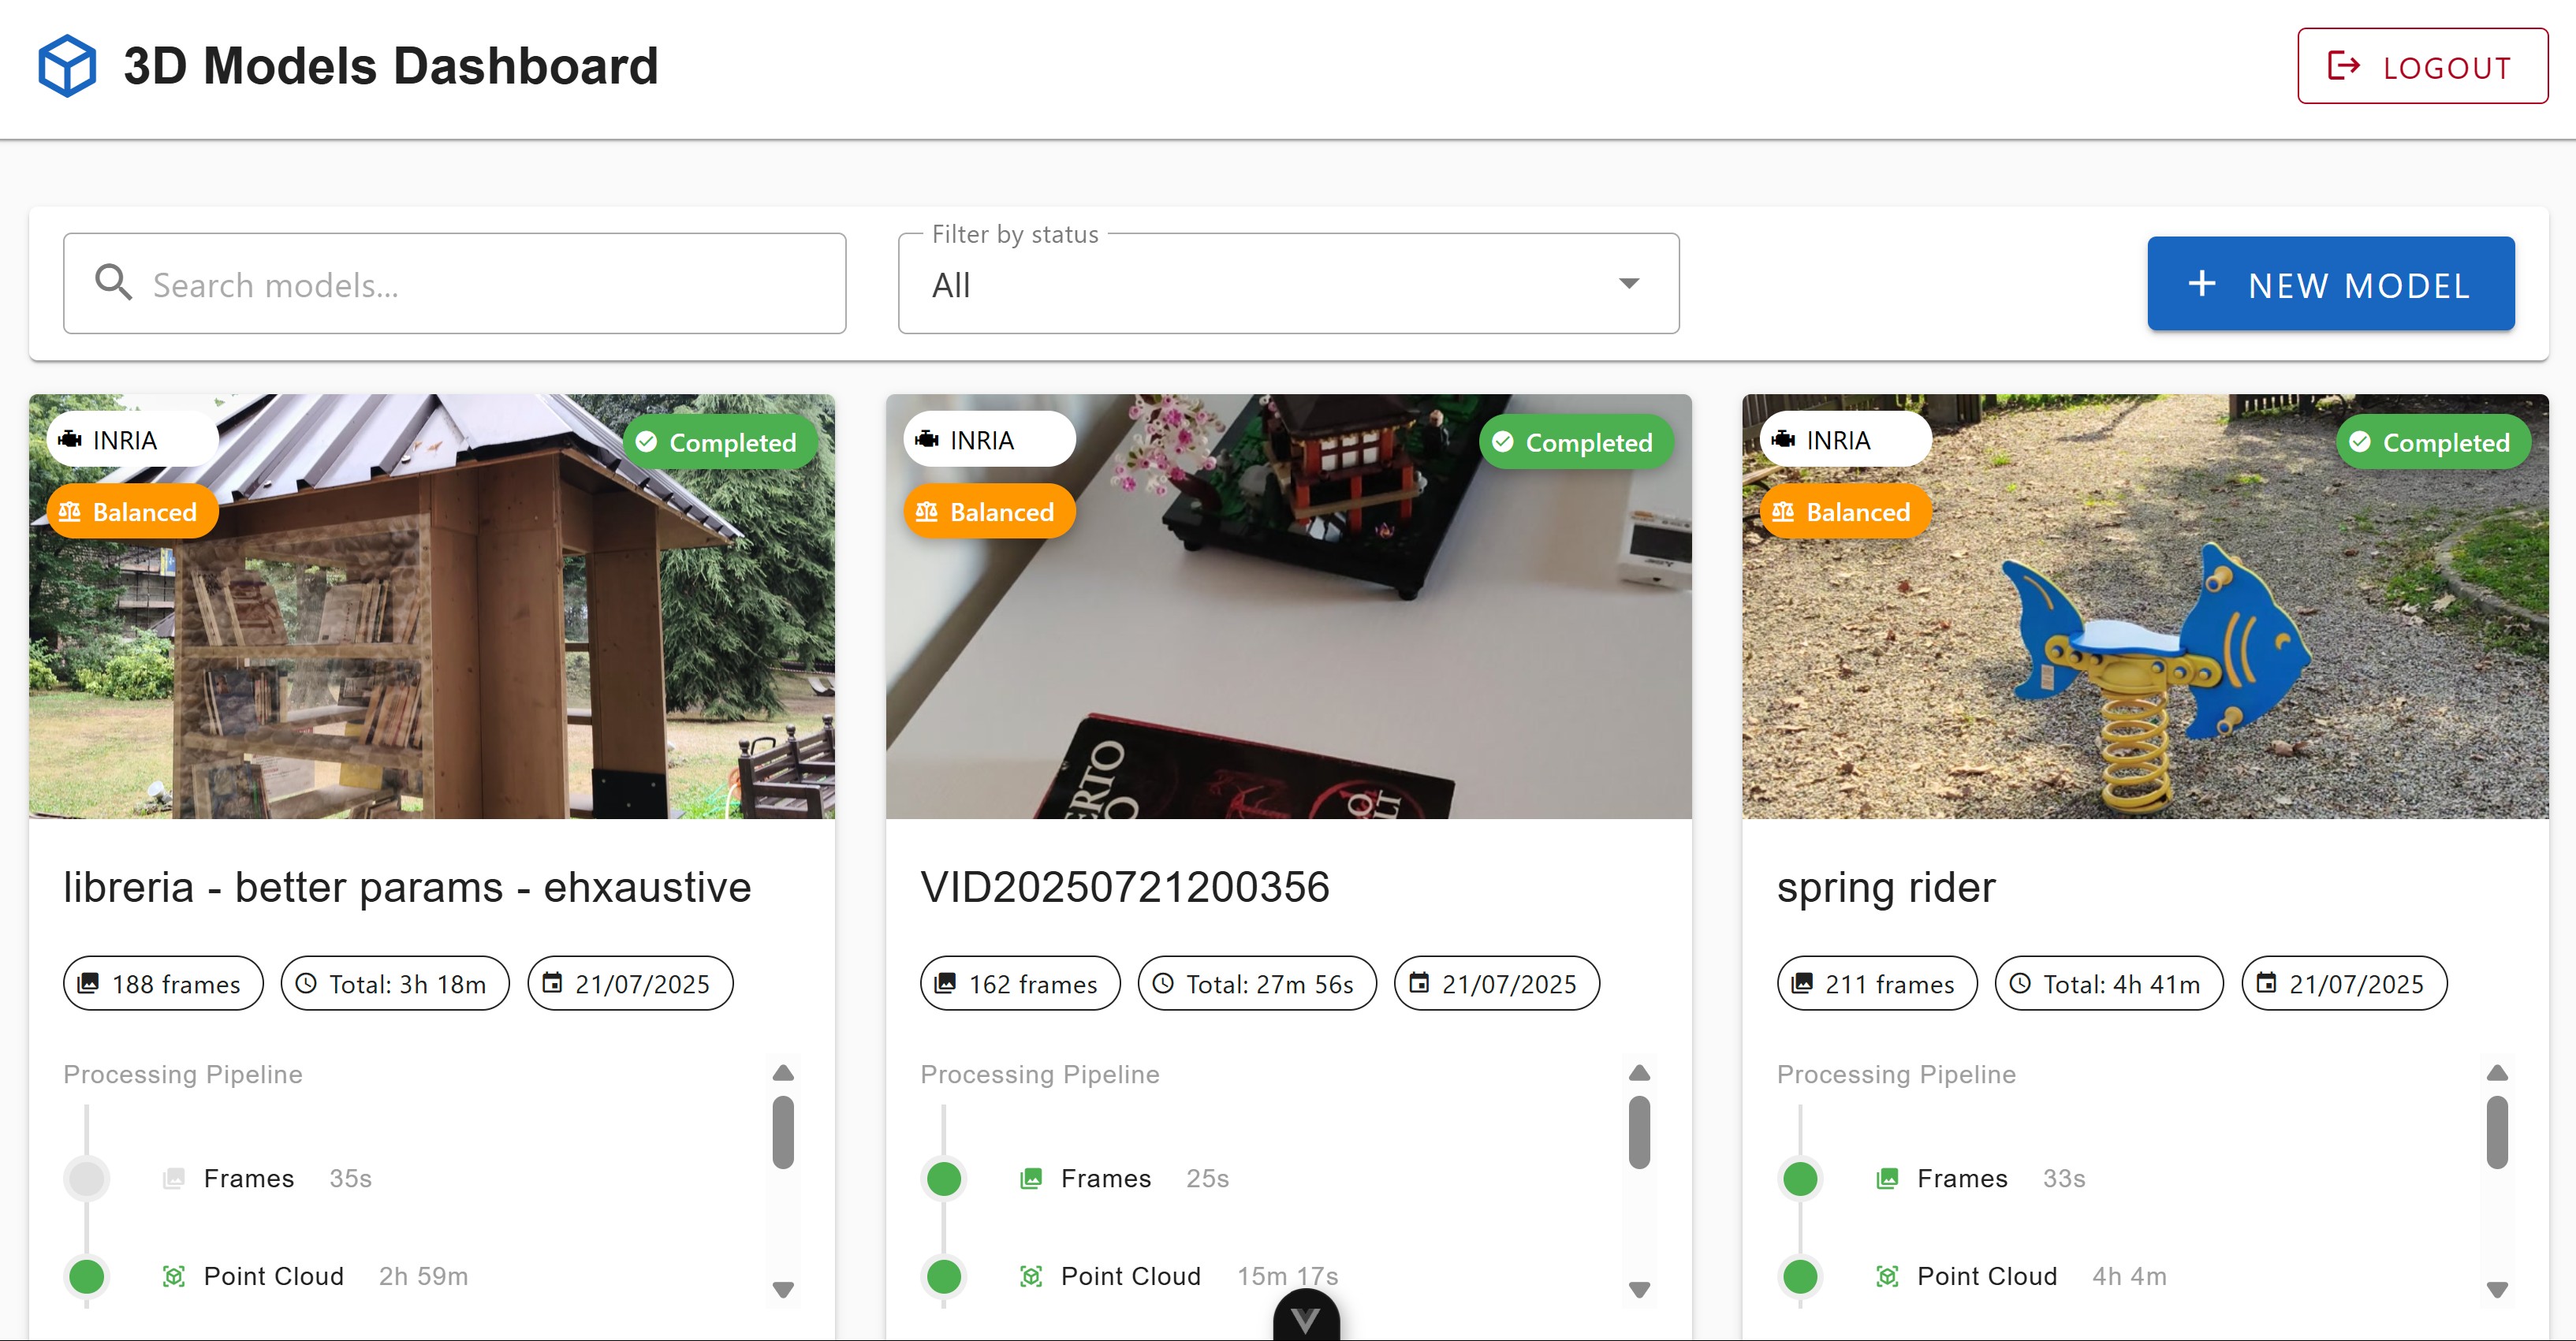 3D Models Dashboard
LOGOUT
Search models...
Filter by status
All
NEW MODEL
INRIA
Completed
Balanced
INRIA
Completed
Balanced
ERTO
O
O
LT
INRIA
Completed
Balanced
libreria - better params - ehxaustive
188 frames
Total: 3h 18m
21/07/2025
Processing Pipeline
Frames 35s
Point Cloud 2h 59m
VID20250721200356
162 frames
Total: 27m 56s
21/07/2025
Processing Pipeline
Frames 25s
Point Cloud 15m 17s
spring rider
211 frames
Total: 4h 41m
21/07/2025
Processing Pipeline
Frames 33s
Point Cloud 4h 4m